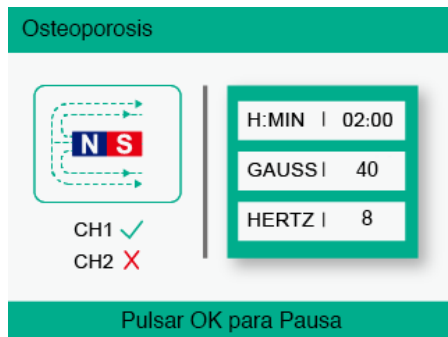 Osteoporosis
N S
CH1
CH2
H:MIN | 02:00
GAUSS | 40
HERTZ | 8
Pulsar OK para Pausa